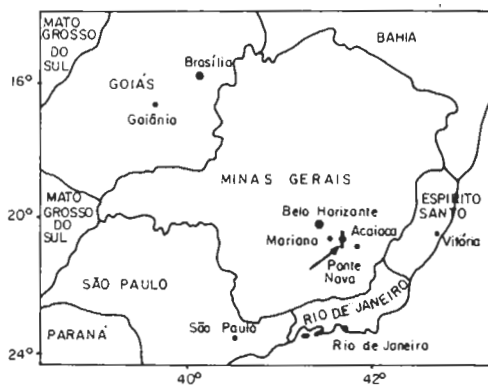 MATO
GROSSO
DO
SUL
BAHIA
Brasília
16°
GOIÁS
Goiânia
MINAS GERAIS
MATO
GROSSO
DO
SUL
ESPIRITO
SANTO
20°
Belo Horizonte
Acaiaca
Mariana
Vitória
Ponte
Nova
SÃO PAULO
RIO DE JANEIRO
São Paulo
PARANÁ
Rio de Janeiro
24°
40°
42°